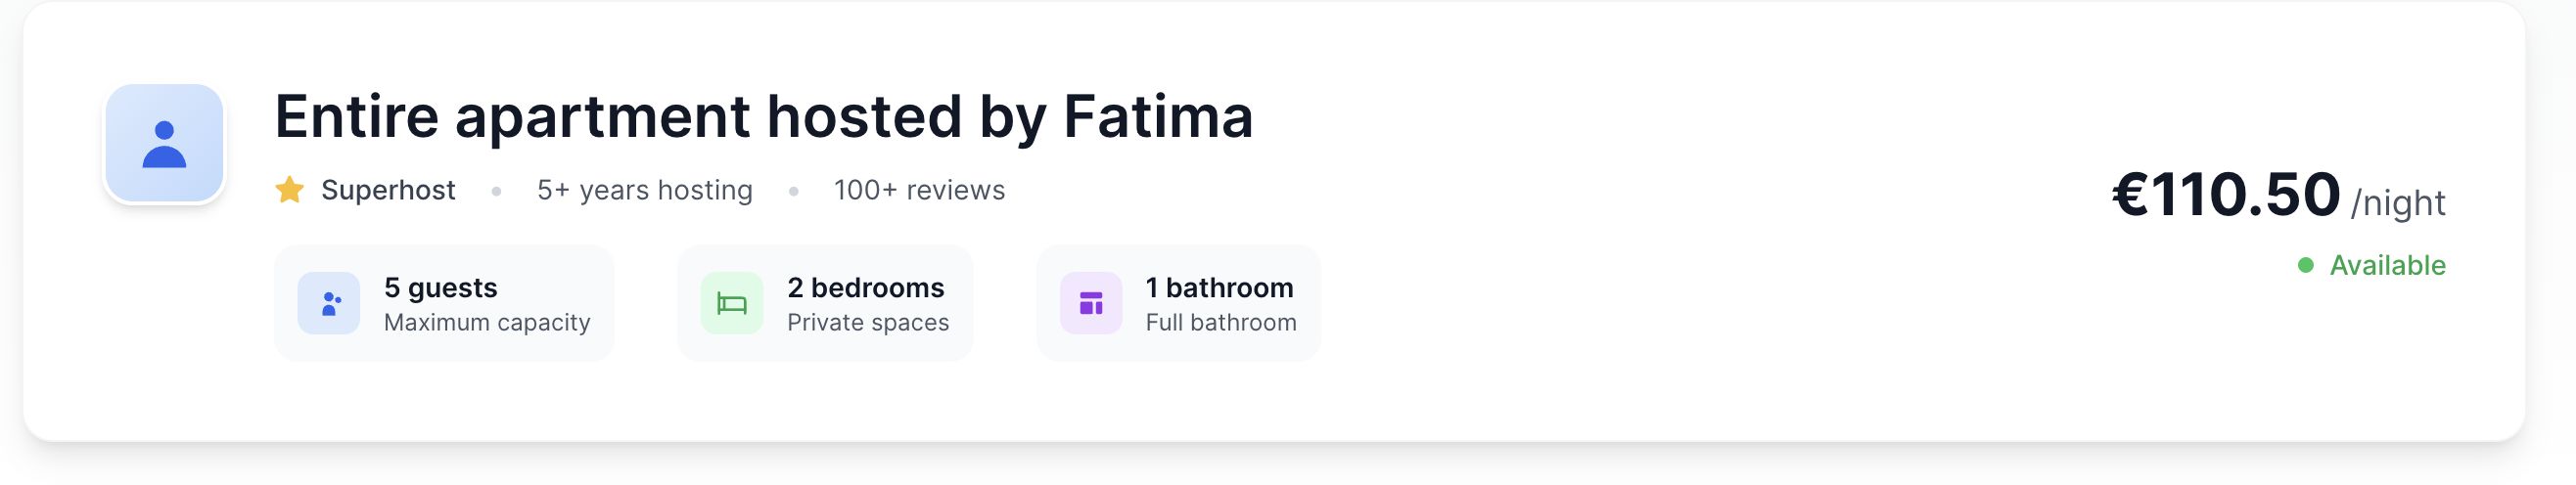 Entire apartment hosted by Fatima
Superhost • 5+ years hosting • 100+ reviews
5 guests
Maximum capacity
2 bedrooms
Private spaces
1 bathroom
Full bathroom
€110.50 /night
Available